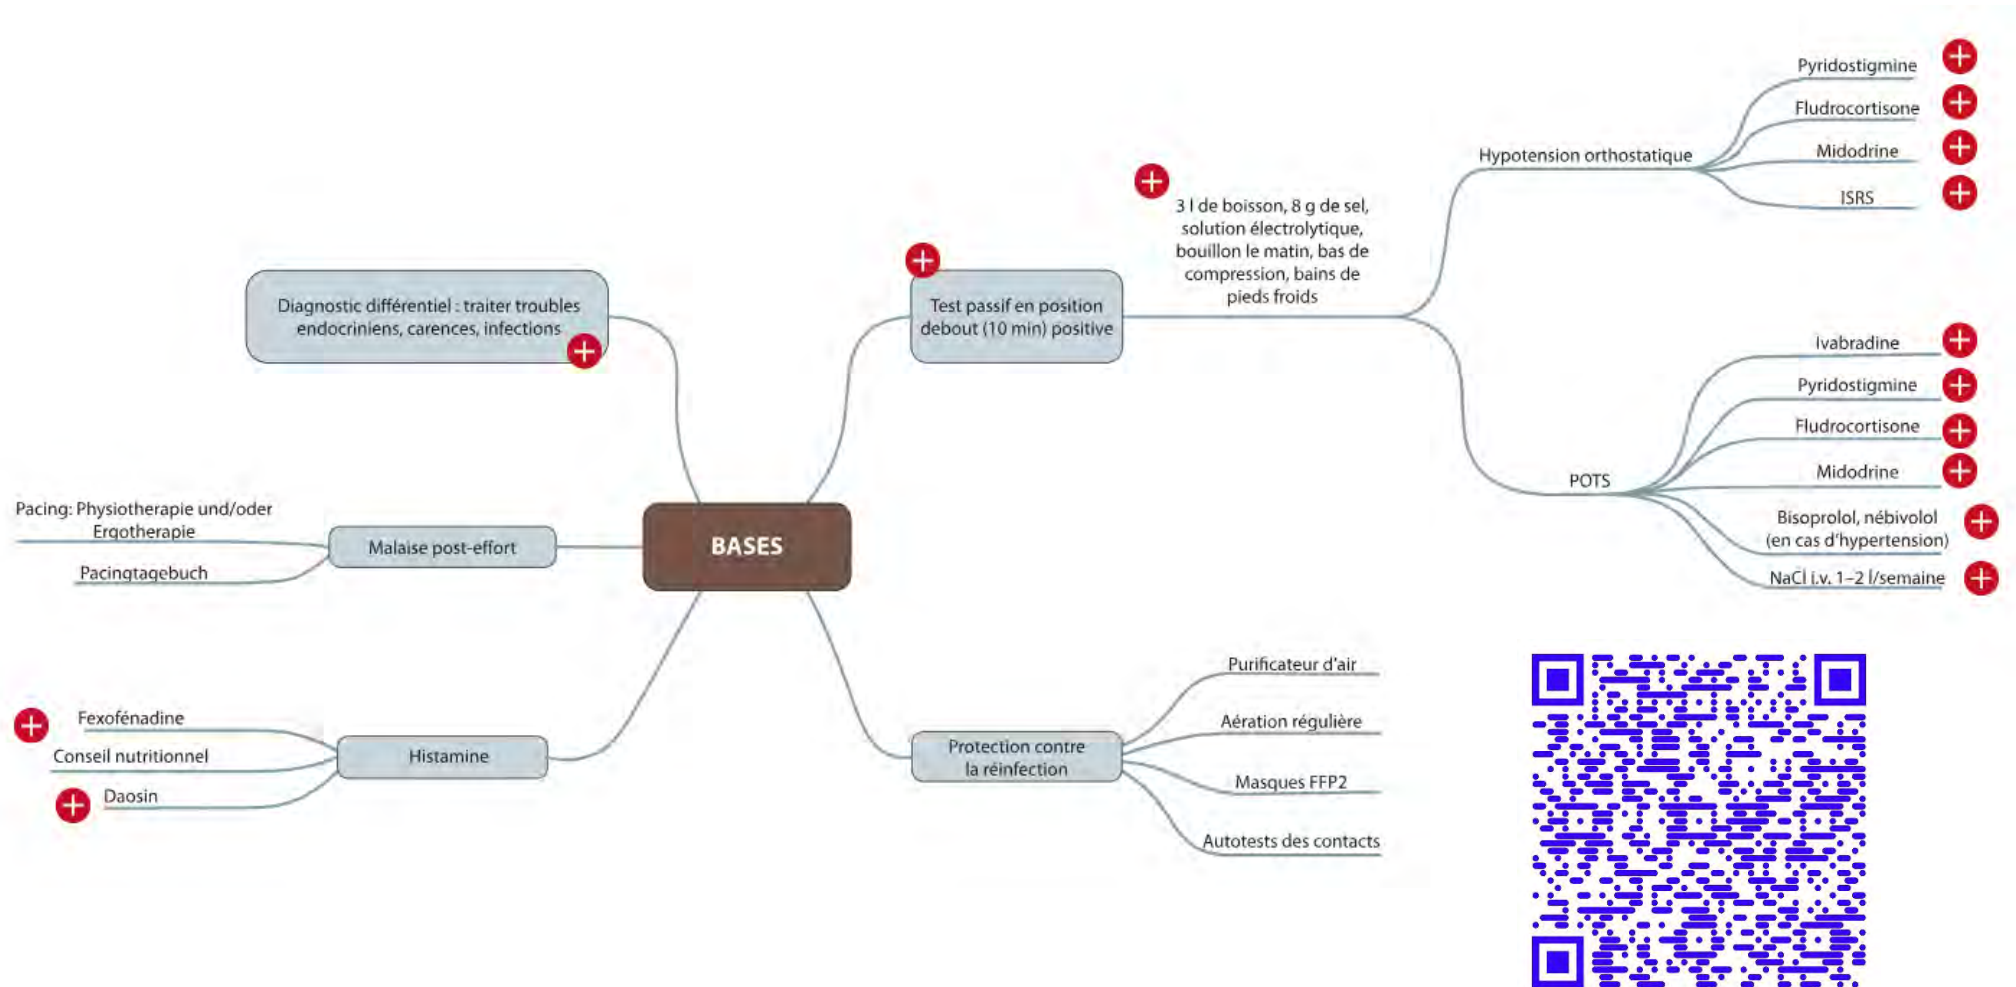 Pyridostigmine
Fludrocortisone
Midodrine
ISRS
Hypotension orthostatique
3 l de boisson, 8 g de sel,
solution électrolytique,
bouillon le matin, bas de
compression, bains de
pieds froids
Test passif en position
debout (10 min) positive
Diagnostic différentiel : traiter troubles
endocriniens, carences, infections
Ivabradine
Pyridostigmine
Fludrocortisone
Midodrine
Bisoprolol, nébivolol
(en cas d'hypertension)
NaCl i.v. 1–2 l/semaine
POTS
Pacing: Physiotherapie und/oder
Ergotherapie
Pacingtagebuch
Malaise post-effort
BASES
Fexofénadine
Conseil nutritionnel
Daosin
Histamine
Protection contre
la réinfection
Purificateur d'air
Aération régulière
Masques FFP2
Autotests des contacts